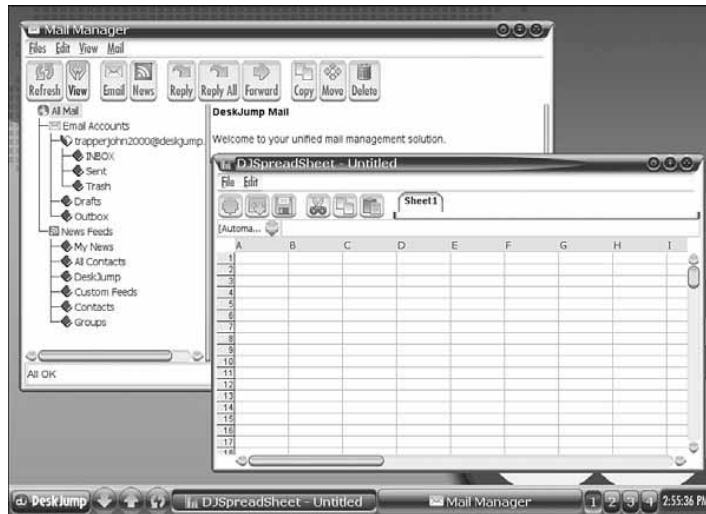 Mail Manager
Files Edit View Mail
Refresh View Email News Reply Reply All Forward Copy Move Delete
All Mail
Email Accounts
trapperjohn2000@deskjump.
INBOX
Sent
Trash
Drafts
Outbox
News Feeds
My News
All Contacts
DeskJump
Custom Feeds
Contacts
Groups
All OK
DeskJump Mail
Welcome to your unified mail management solution.
DJSpreadSheet - Untitled
File Edit
Sheet1
[Automa...
A B C D E F G H I
1
2
3
4
5
6
7
8
9
10
11
12
13
14
15
16
17
18
dJ DeskJump DJSpreadSheet - Untitled Mail Manager 1 2 3 4 2:55:36 PM